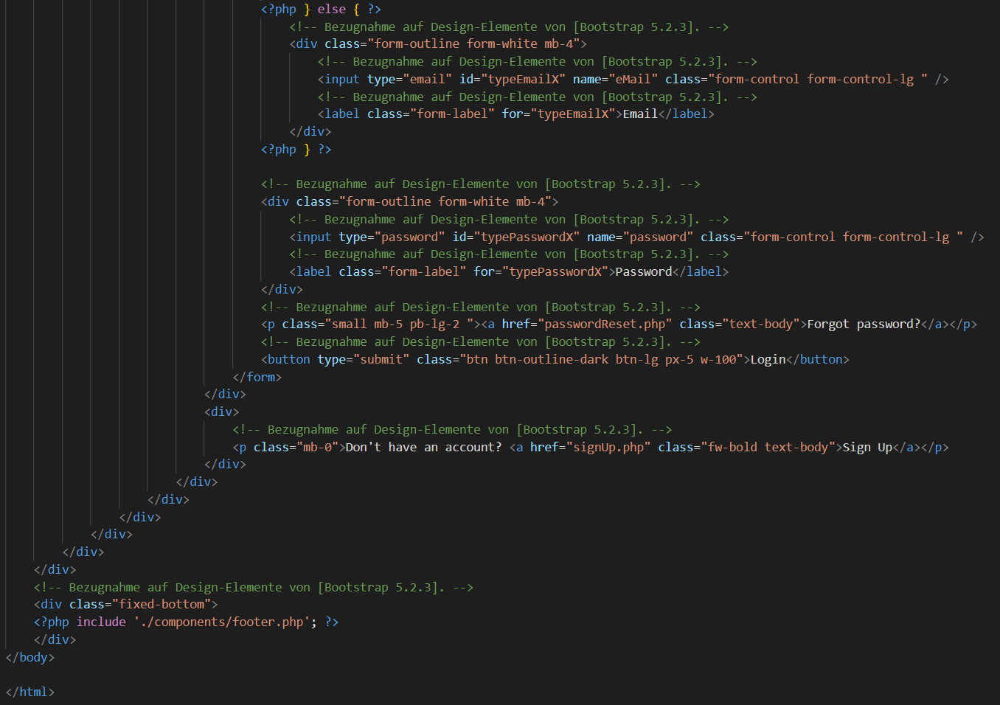 <?php } else { ?>
<!-- Bezugnahme auf Design-Elemente von [Bootstrap 5.2.3]. -->
<div class="form-outline form-white mb-4">
<!-- Bezugnahme auf Design-Elemente von [Bootstrap 5.2.3]. -->
<input type="email" id="typeEmailX" name="eMail" class="form-control form-control-lg " />
<!-- Bezugnahme auf Design-Elemente von [Bootstrap 5.2.3]. -->
<label class="form-label" for="typeEmailX">Email</label>
</div>
<?php } ?>
<!-- Bezugnahme auf Design-Elemente von [Bootstrap 5.2.3]. -->
<div class="form-outline form-white mb-4">
<!-- Bezugnahme auf Design-Elemente von [Bootstrap 5.2.3]. -->
<input type="password" id="typePasswordX" name="password" class="form-control form-control-lg " />
<!-- Bezugnahme auf Design-Elemente von [Bootstrap 5.2.3]. -->
<label class="form-label" for="typePasswordX">Password</label>
</div>
<!-- Bezugnahme auf Design-Elemente von [Bootstrap 5.2.3]. -->
<p class="small mb-5 pb-lg-2 "><a href="passwordReset.php" class="text-body">Forgot password?</a></p>
<!-- Bezugnahme auf Design-Elemente von [Bootstrap 5.2.3]. -->
<button type="submit" class="btn btn-outline-dark btn-lg px-5 w-100">Login</button>
</form>
</div>
<div>
<!-- Bezugnahme auf Design-Elemente von [Bootstrap 5.2.3]. -->
<p class="mb-0">Don't have an account? <a href="signUp.php" class="fw-bold text-body">Sign Up</a></p>
</div>
</div>
</div>
</div>
</div>
</div>
</div>
<!-- Bezugnahme auf Design-Elemente von [Bootstrap 5.2.3]. -->
<div class="fixed-bottom">
<?php include './components/footer.php'; ?>
</div>
</body>
</html>